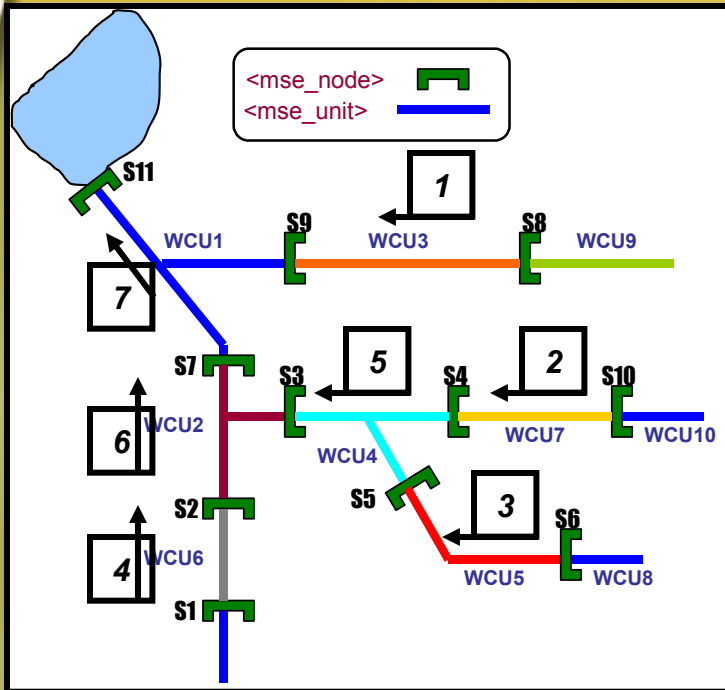 <mse_node>
<mse_unit>
S11
1
WCU1
S9
WCU3
S8
WCU9
7
S7
S3
5
S4
2
S10
6
WCU2
WCU4
WCU7
WCU10
S2
S5
3
S6
4
WCU6
WCU5
WCU8
S1